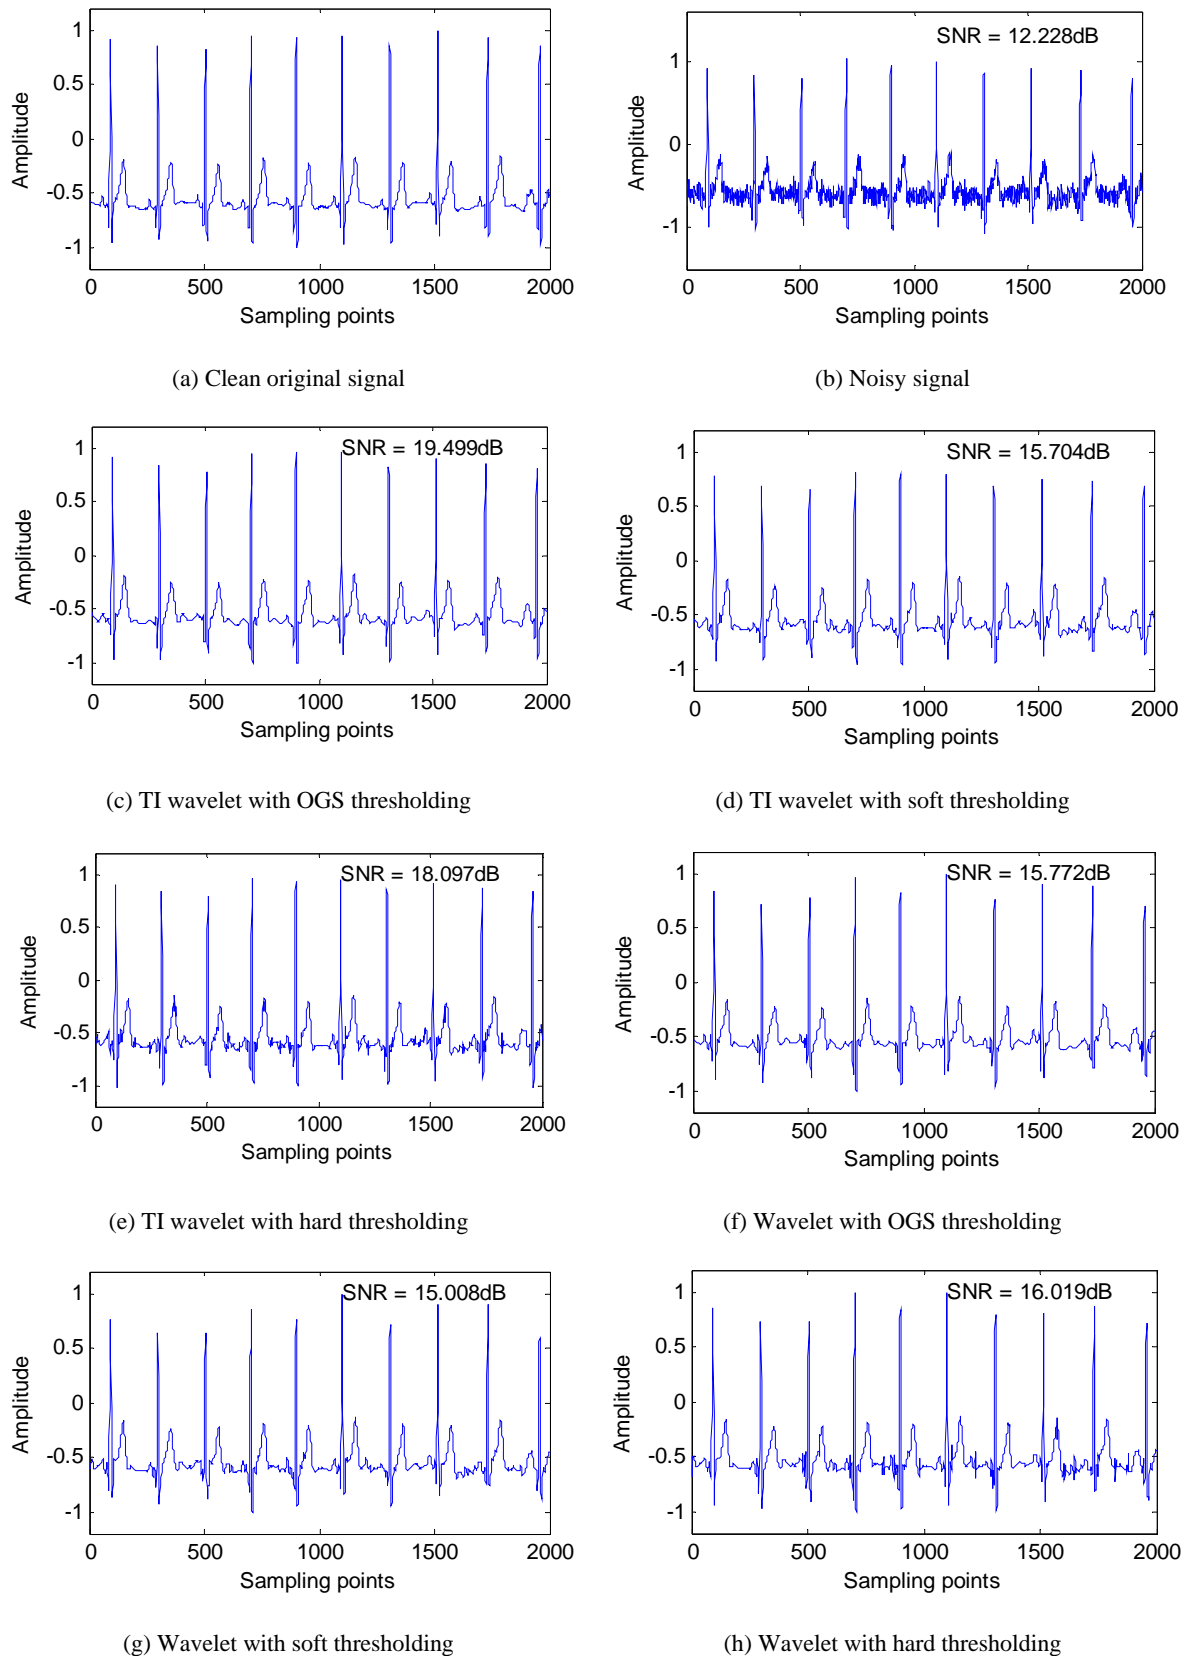 1
0.5
0
-0.5
-1
Amplitude
0 500 1000 1500 2000
Sampling points
(a) Clean original signal
SNR = 12.228dB
1
0
-1
Amplitude
0 500 1000 1500 2000
Sampling points
(b) Noisy signal
SNR = 19.499dB
1
0.5
0
-0.5
-1
Amplitude
0 500 1000 1500 2000
Sampling points
(c) TI wavelet with OGS thresholding
SNR = 15.704dB
1
0.5
0
-0.5
-1
Amplitude
0 500 1000 1500 2000
Sampling points
(d) TI wavelet with soft thresholding
SNR = 18.097dB
1
0.5
0
-0.5
-1
Amplitude
0 500 1000 1500 2000
Sampling points
(e) TI wavelet with hard thresholding
SNR = 15.772dB
1
0.5
0
-0.5
-1
Amplitude
0 500 1000 1500 2000
Sampling points
(f) Wavelet with OGS thresholding
SNR = 15.008dB
1
0.5
0
-0.5
-1
Amplitude
0 500 1000 1500 2000
Sampling points
(g) Wavelet with soft thresholding
SNR = 16.019dB
1
0.5
0
-0.5
-1
Amplitude
0 500 1000 1500 2000
Sampling points
(h) Wavelet with hard thresholding